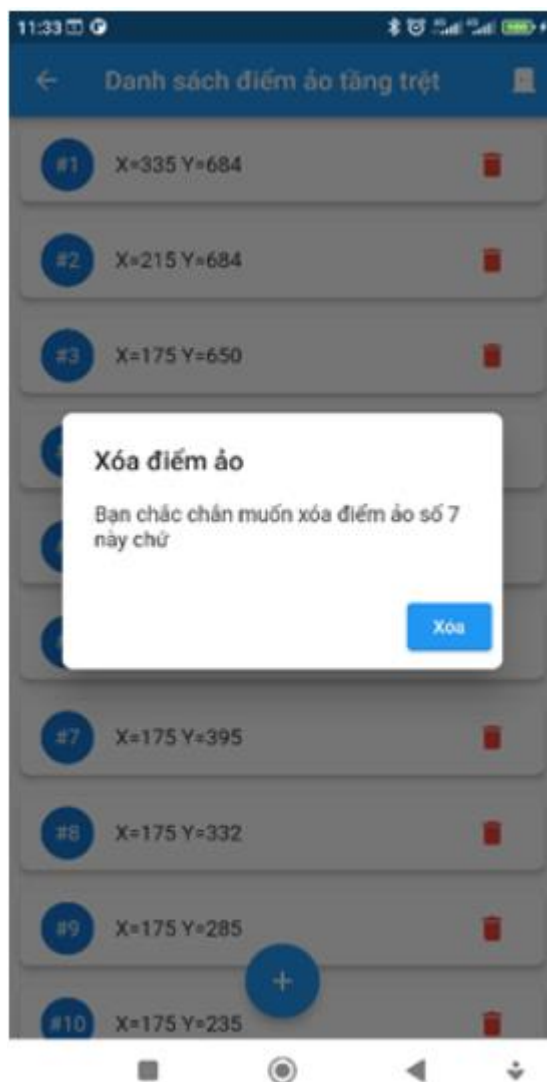 11:33
Danh sách điểm ảo tầng trệt
#1 X=335 Y=684
#2 X=215 Y=684
#3 X=175 Y=650
Xóa điểm ảo
Bạn chắc chắn muốn xóa điểm ảo số 7
này chứ
Xóa
#7 X=175 Y=395
#8 X=175 Y=332
#9 X=175 Y=285
+
#10 X=175 Y=235